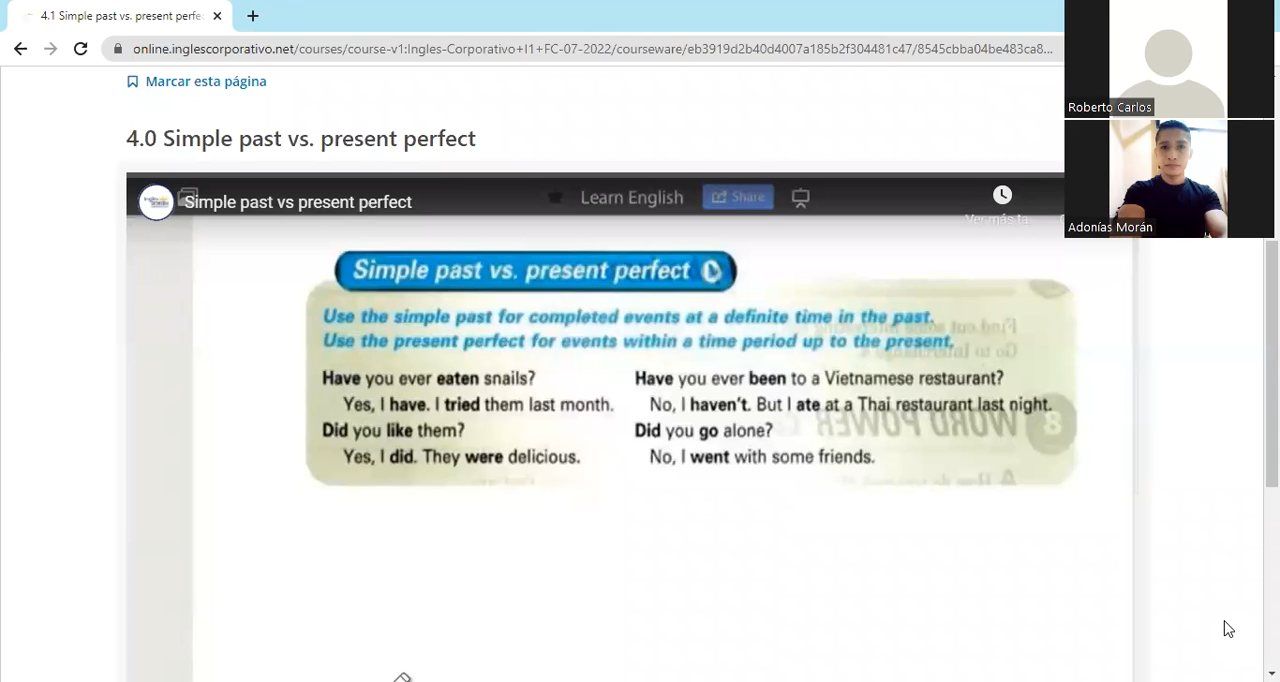 4.1 Simple past vs. present perfe
online.inglescorporativo.net/courses/course-v1:Ingles-Corporativo+I1+FC-07-2022/courseware/eb3919d2b40d4007a185b2f304481c47/8545cbba04be483ca8...
Marcar esta página
4.0 Simple past vs. present perfect
Simple past vs present perfect
Learn English
Share
Ver más ta
Simple past vs. present perfect
Use the simple past for completed events at a definite time in the past.
Use the present perfect for events within a time period up to the present.
Have you ever eaten snails?
Yes, I have. I tried them last month.
Did you like them?
Yes, I did. They were delicious.
Have you ever been to a Vietnamese restaurant?
No, I haven't. But I ate at a Thai restaurant last night.
Did you go alone?
No, I went with some friends.
8 WORD POWER
Roberto Carlos
Adonías Morán